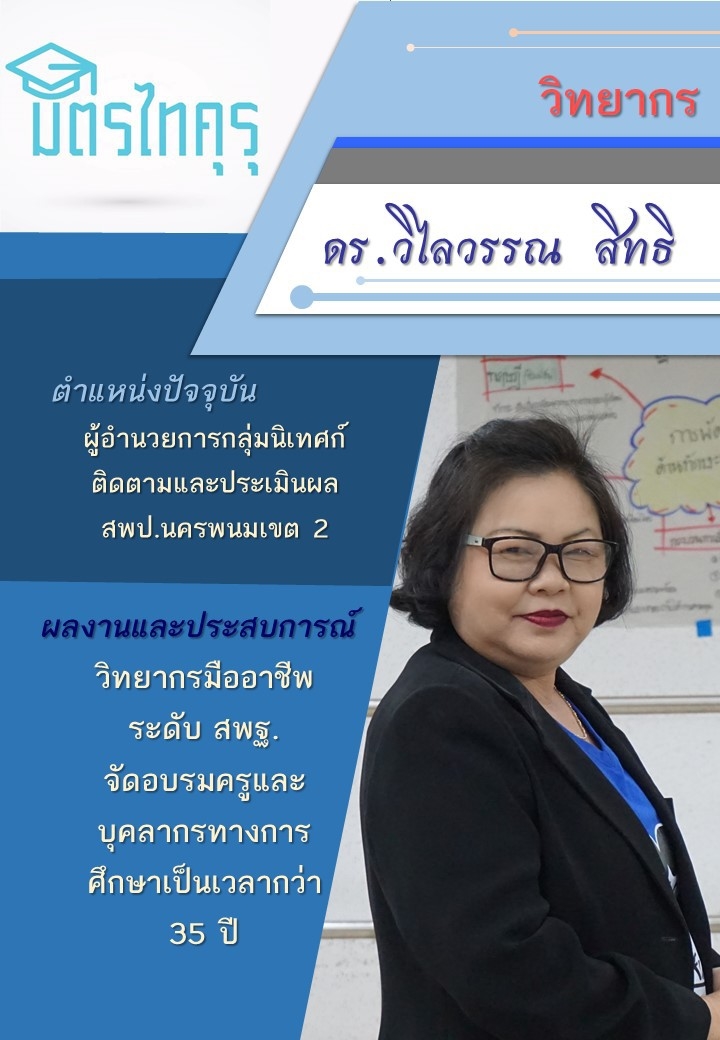 มิตรไทคุรุ
วิทยากร
ดร.วิไลวรรณ สิทธิ
ตำแหน่งปัจจุบัน
ผู้อำนวยการกลุ่มนิเทศก์
ติดตามและประเมินผล
สพป.นครพนมเขต 2
ผลงานและประสบการณ์
วิทยากรมืออาชีพ
ระดับ สพฐ.
จัดอบรมครูและ
บุคลากรทางการ
ศึกษาเป็นเวลากว่า
35 ปี